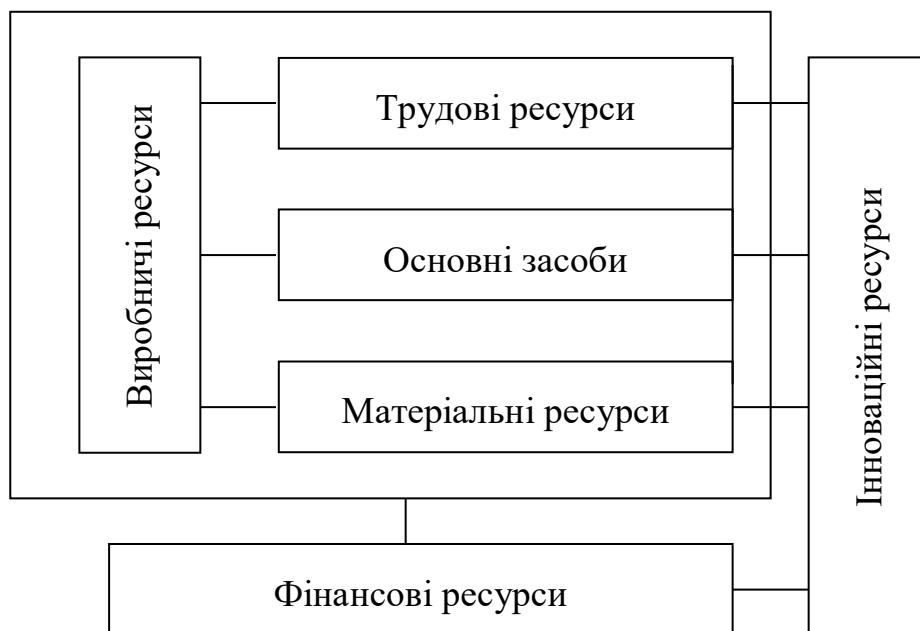 Виробничі ресурси
Трудові ресурси
Основні засоби
Матеріальні ресурси
Інноваційні ресурси
Фінансові ресурси